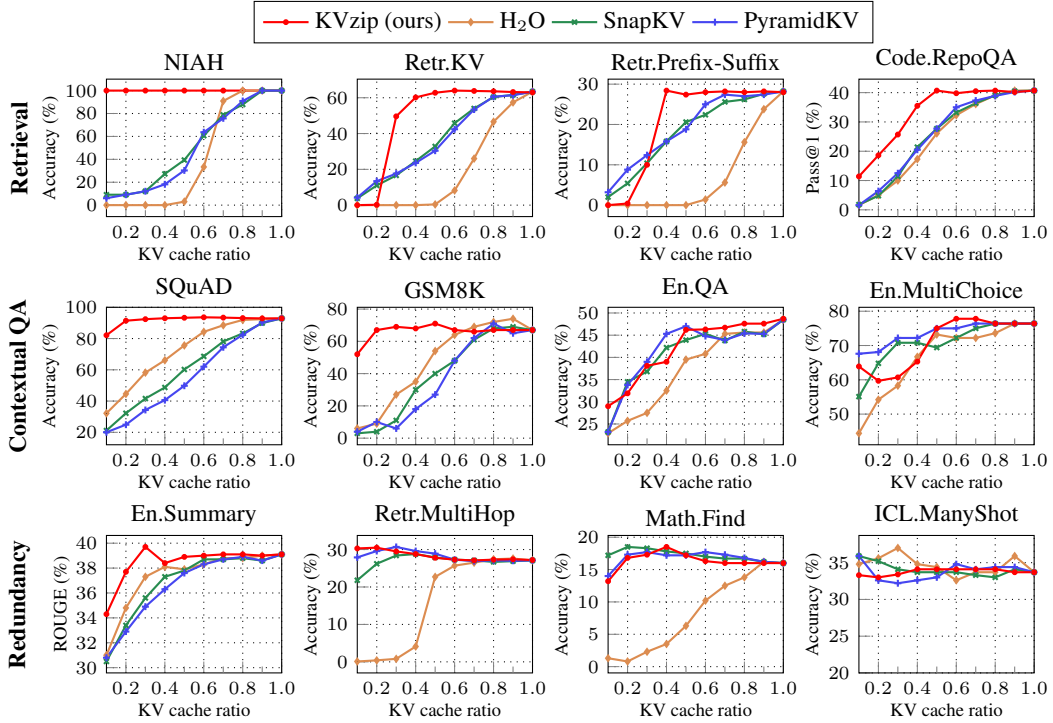 KVzip (ours) H₂O SnapKV PyramidKV
Retrieval
NIAH
Accuracy (%)
100
80
60
40
20
0
0.2 0.4 0.6 0.8 1.0
KV cache ratio
Retr.KV
Accuracy (%)
60
40
20
0
0.2 0.4 0.6 0.8 1.0
KV cache ratio
Retr.Prefix-Suffix
Accuracy (%)
30
20
10
0
0.2 0.4 0.6 0.8 1.0
KV cache ratio
Code.RepoQA
Pass@1 (%)
40
30
20
10
0
0.2 0.4 0.6 0.8 1.0
KV cache ratio
Contextual QA
SQuAD
Accuracy (%)
100
80
60
40
20
0.2 0.4 0.6 0.8 1.0
KV cache ratio
GSM8K
Accuracy (%)
80
60
40
20
0
0.2 0.4 0.6 0.8 1.0
KV cache ratio
En.QA
Accuracy (%)
50
45
40
35
30
25
0.2 0.4 0.6 0.8 1.0
KV cache ratio
En.MultiChoice
Accuracy (%)
80
70
60
50
0.2 0.4 0.6 0.8 1.0
KV cache ratio
Redundancy
En.Summary
ROUGE (%)
40
38
36
34
32
30
0.2 0.4 0.6 0.8 1.0
KV cache ratio
Retr.MultiHop
Accuracy (%)
30
20
10
0
0.2 0.4 0.6 0.8 1.0
KV cache ratio
Math.Find
Accuracy (%)
20
15
10
5
0
0.2 0.4 0.6 0.8 1.0
KV cache ratio
ICL.ManyShot
Accuracy (%)
40
35
30
25
20
0.2 0.4 0.6 0.8 1.0
KV cache ratio